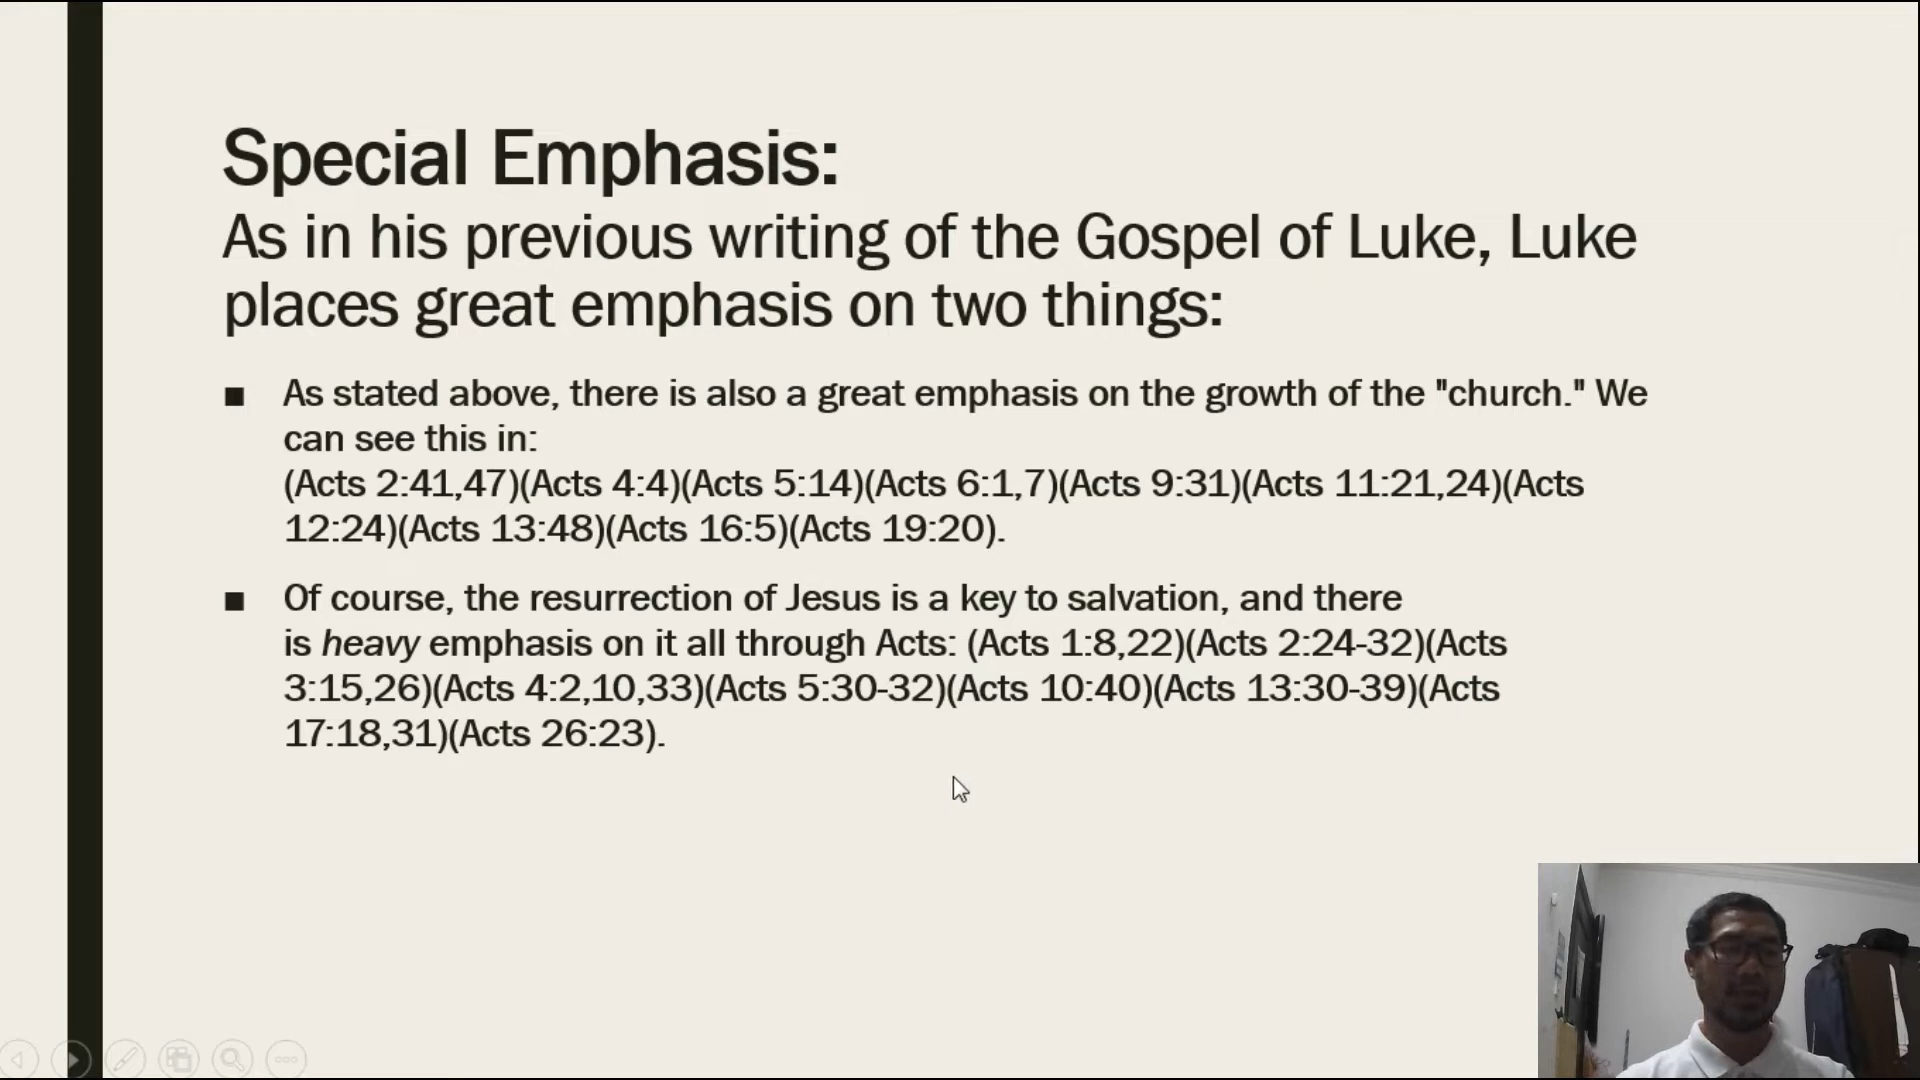 Special Emphasis:
As in his previous writing of the Gospel of Luke, Luke
places great emphasis on two things:
■ As stated above, there is also a great emphasis on the growth of the "church." We
can see this in:
(Acts 2:41,47)(Acts 4:4)(Acts 5:14)(Acts 6:1,7)(Acts 9:31)(Acts 11:21,24)(Acts
12:24)(Acts 13:48)(Acts 16:5)(Acts 19:20).
■ Of course, the resurrection of Jesus is a key to salvation, and there
is heavy emphasis on it all through Acts: (Acts 1:8,22)(Acts 2:24-32)(Acts
3:15,26)(Acts 4:2,10,33)(Acts 5:30-32)(Acts 10:40)(Acts 13:30-39)(Acts
17:18,31)(Acts 26:23).